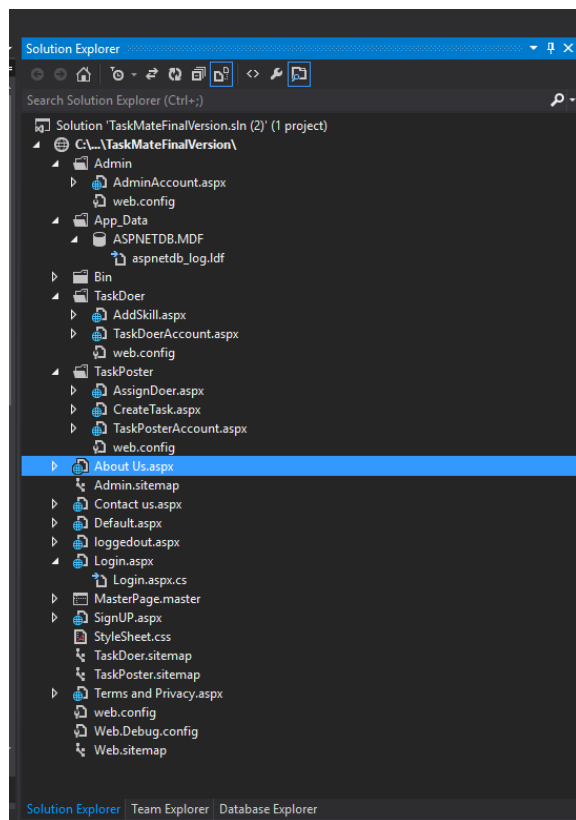 Solution Explorer
Search Solution Explorer (Ctrl+;)
Solution 'TaskMateFinalVersion.sln (2)' (1 project)
C:\...\TaskMateFinalVersion\
Admin
AdminAccount.aspx
web.config
App_Data
ASPNETDB.MDF
aspnetdb_log.ldf
Bin
TaskDoer
AddSkill.aspx
TaskDoerAccount.aspx
web.config
TaskPoster
AssignDoer.aspx
CreateTask.aspx
TaskPosterAccount.aspx
web.config
About Us.aspx
Admin.sitemap
Contact us.aspx
Default.aspx
loggedout.aspx
Login.aspx
Login.aspx.cs
MasterPage.master
SignUP.aspx
StyleSheet.css
TaskDoer.sitemap
TaskPoster.sitemap
Terms and Privacy.aspx
web.config
Web.Debug.config
Web.sitemap
Solution Explorer Team Explorer Database Explorer